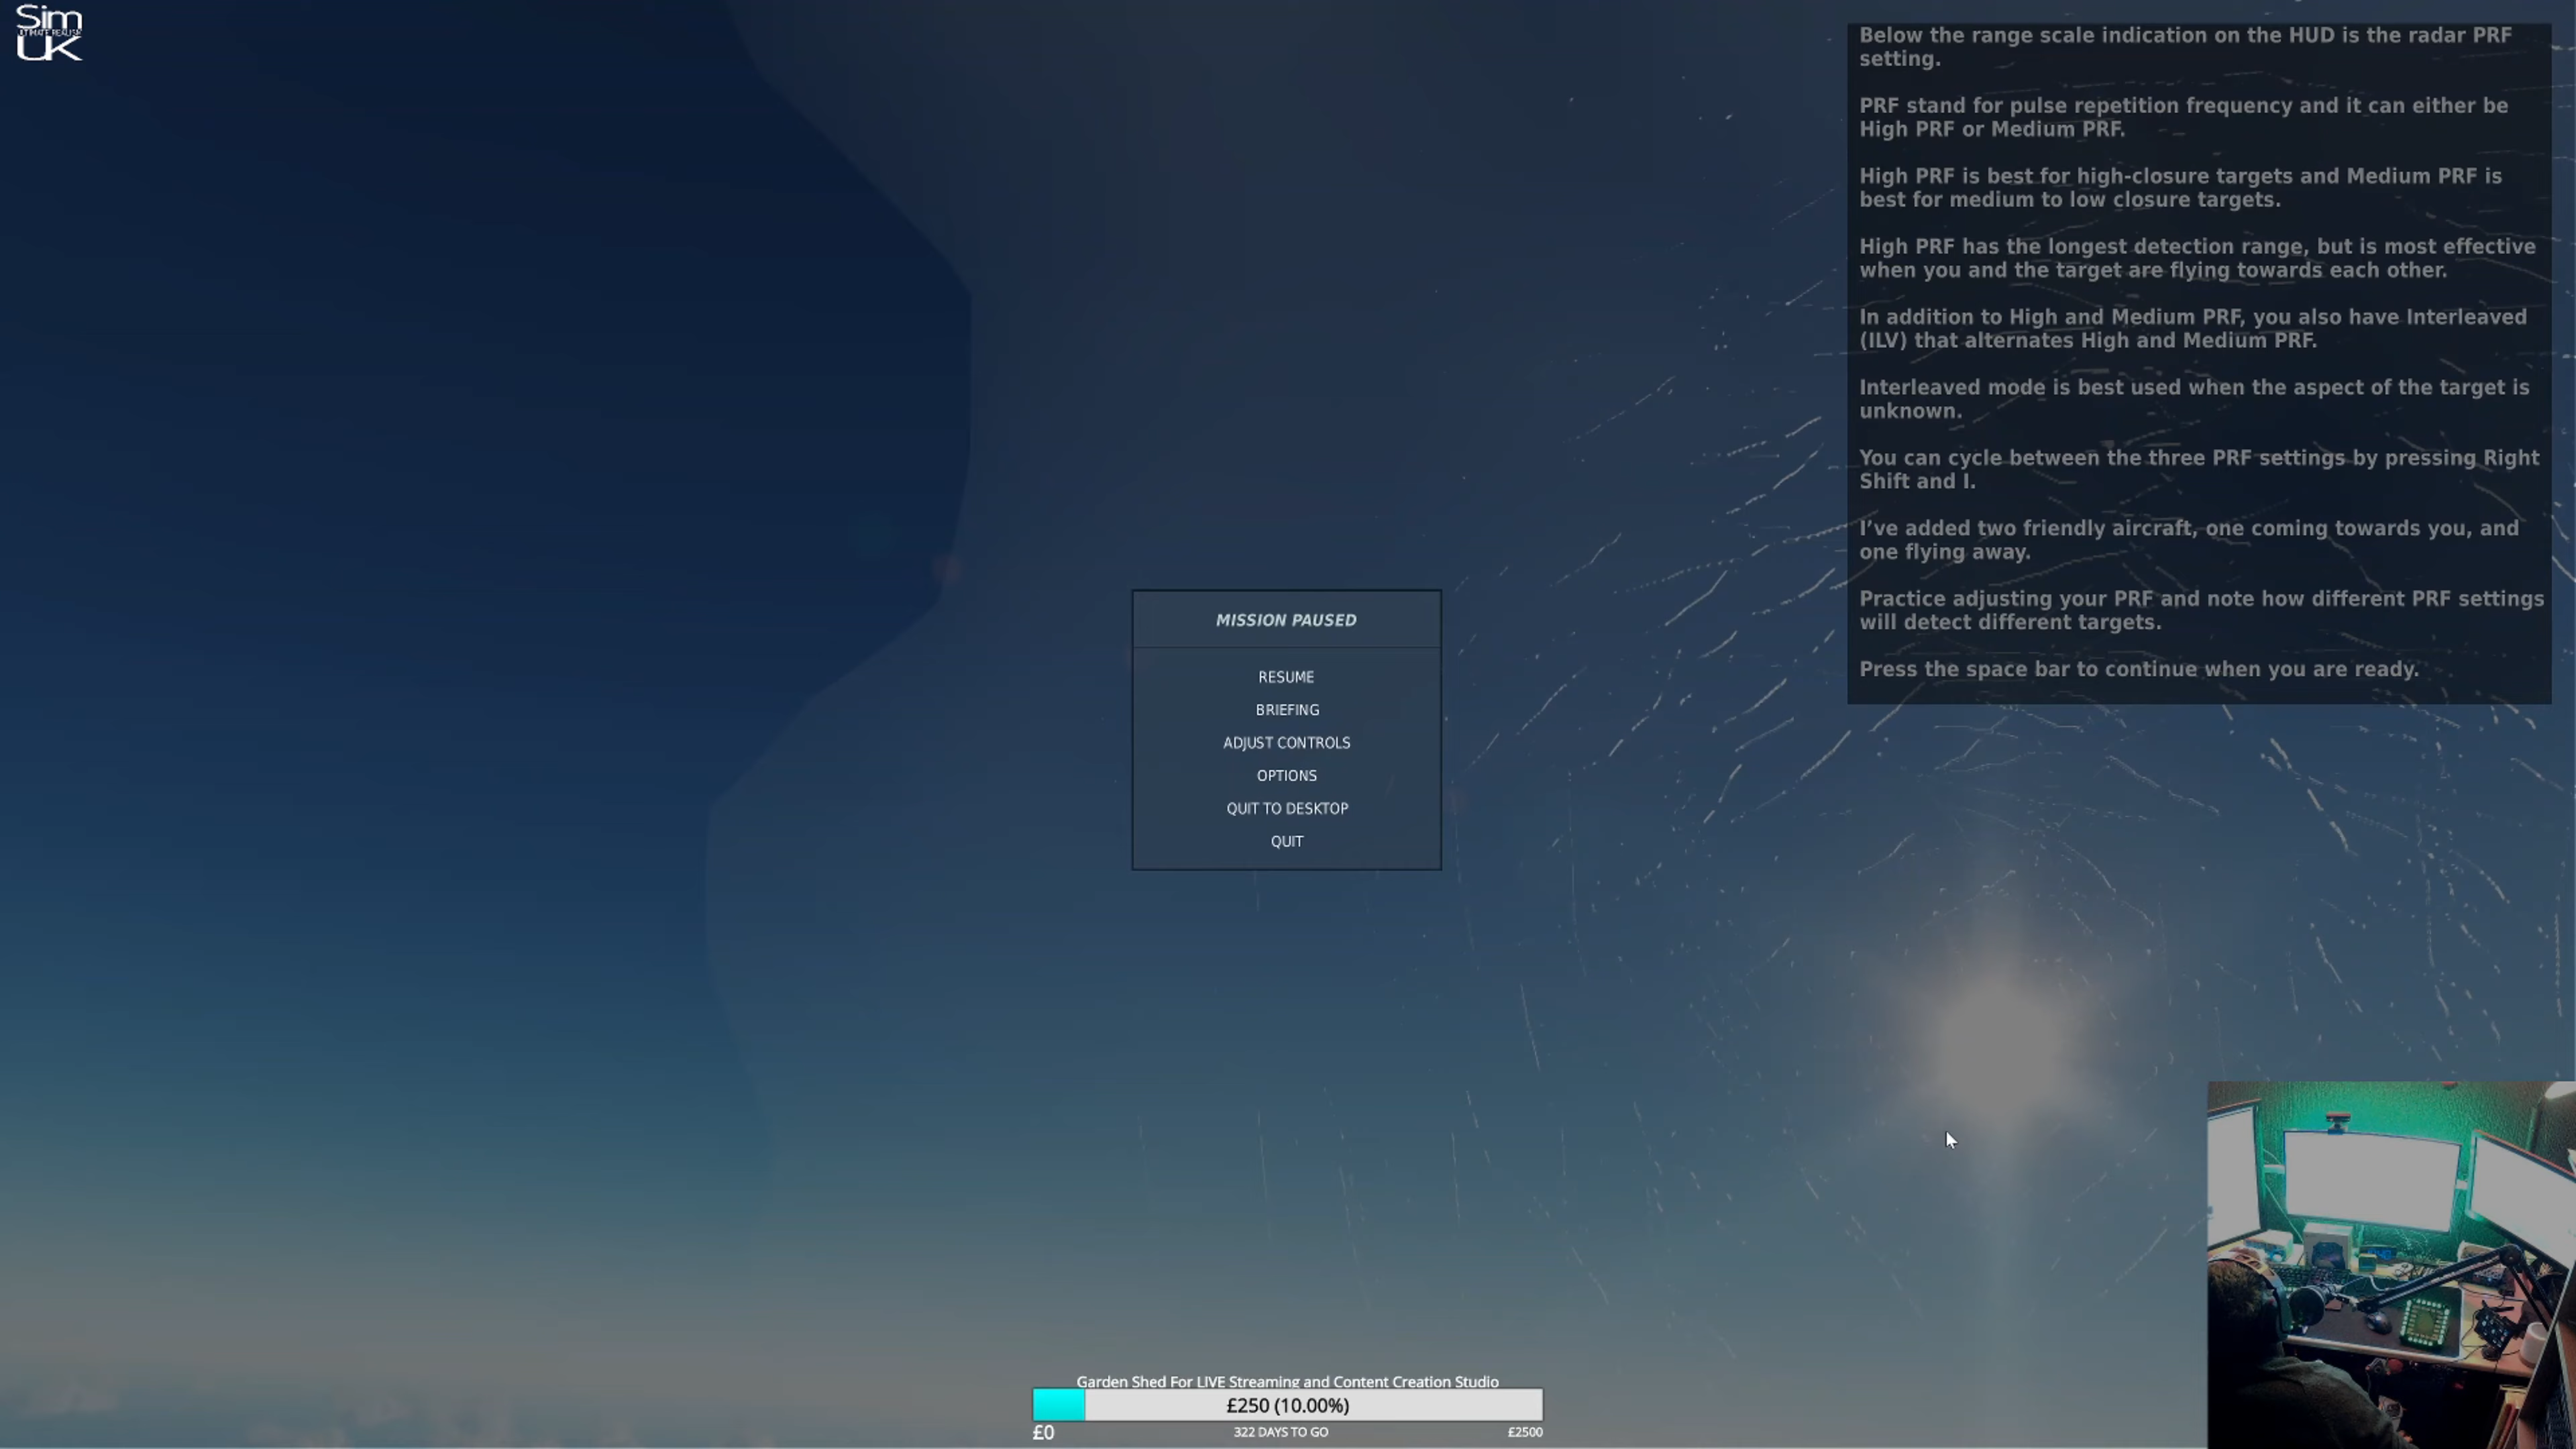 Sim
ULTIMATE REALISM
UK
Below the range scale indication on the HUD is the radar PRF
setting.
PRF stand for pulse repetition frequency and it can either be
High PRF or Medium PRF.
High PRF is best for high-closure targets and Medium PRF is
best for medium to low closure targets.
High PRF has the longest detection range, but is most effective
when you and the target are flying towards each other.
In addition to High and Medium PRF, you also have Interleaved
(ILV) that alternates High and Medium PRF.
Interleaved mode is best used when the aspect of the target is
unknown.
You can cycle between the three PRF settings by pressing Right
Shift and I.
I’ve added two friendly aircraft, one coming towards you, and
one flying away.
Practice adjusting your PRF and note how different PRF settings
will detect different targets.
Press the space bar to continue when you are ready.
MISSION PAUSED
RESUME
BRIEFING
ADJUST CONTROLS
OPTIONS
QUIT TO DESKTOP
QUIT
Garden Shed For LIVE Streaming and Content Creation Studio
£250 (10.00%)
£0 322 DAYS TO GO £2500